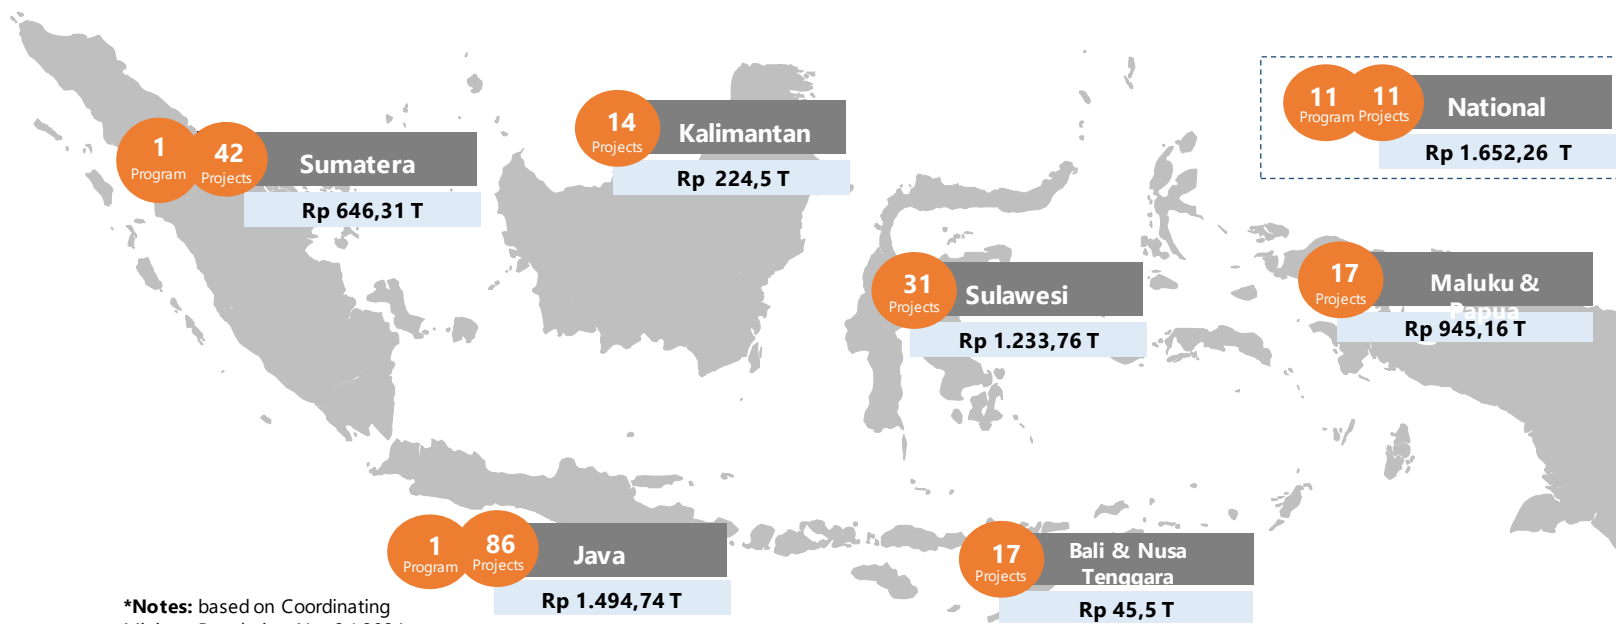 1
Program
42
Projects
Sumatera
Rp 646,31 T
14
Projects
Kalimantan
Rp 224,5 T
11
Program
11
Projects
National
Rp 1.652,26 T
31
Projects
Sulawesi
Rp 1.233,76 T
17
Projects
Maluku &
Papua
Rp 945,16 T
1
Program
86
Projects
Java
Rp 1.494,74 T
17
Projects
Bali & Nusa
Tenggara
Rp 45,5 T
*Notes: based on Coordinating